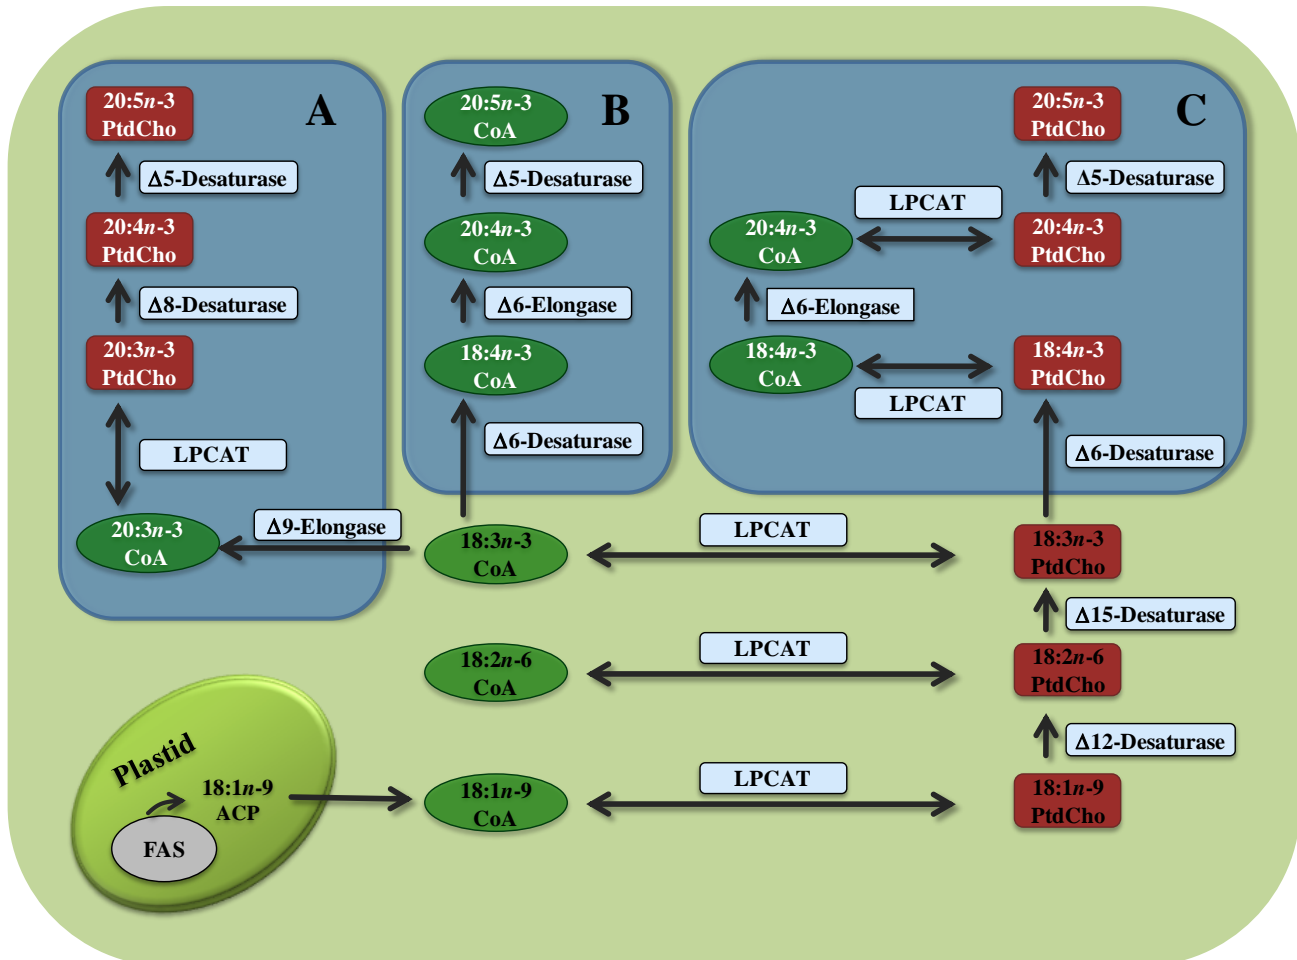 A
20:5n-3
PtdCho
Δ5-Desaturase
20:4n-3
PtdCho
Δ8-Desaturase
20:3n-3
PtdCho
LPCAT
20:3n-3
CoA
Δ9-Elongase
B
20:5n-3
CoA
Δ5-Desaturase
20:4n-3
CoA
Δ6-Elongase
18:4n-3
CoA
Δ6-Desaturase
C
20:5n-3
PtdCho
Δ5-Desaturase
LPCAT
20:4n-3
CoA
20:4n-3
PtdCho
Δ6-Elongase
18:4n-3
CoA
18:4n-3
PtdCho
LPCAT
Δ6-Desaturase
18:3n-3
CoA
LPCAT
18:3n-3
PtdCho
Δ15-Desaturase
18:2n-6
CoA
LPCAT
18:2n-6
PtdCho
Δ12-Desaturase
Plastid
18:1n-9
ACP
FAS
18:1n-9
CoA
LPCAT
18:1n-9
PtdCho